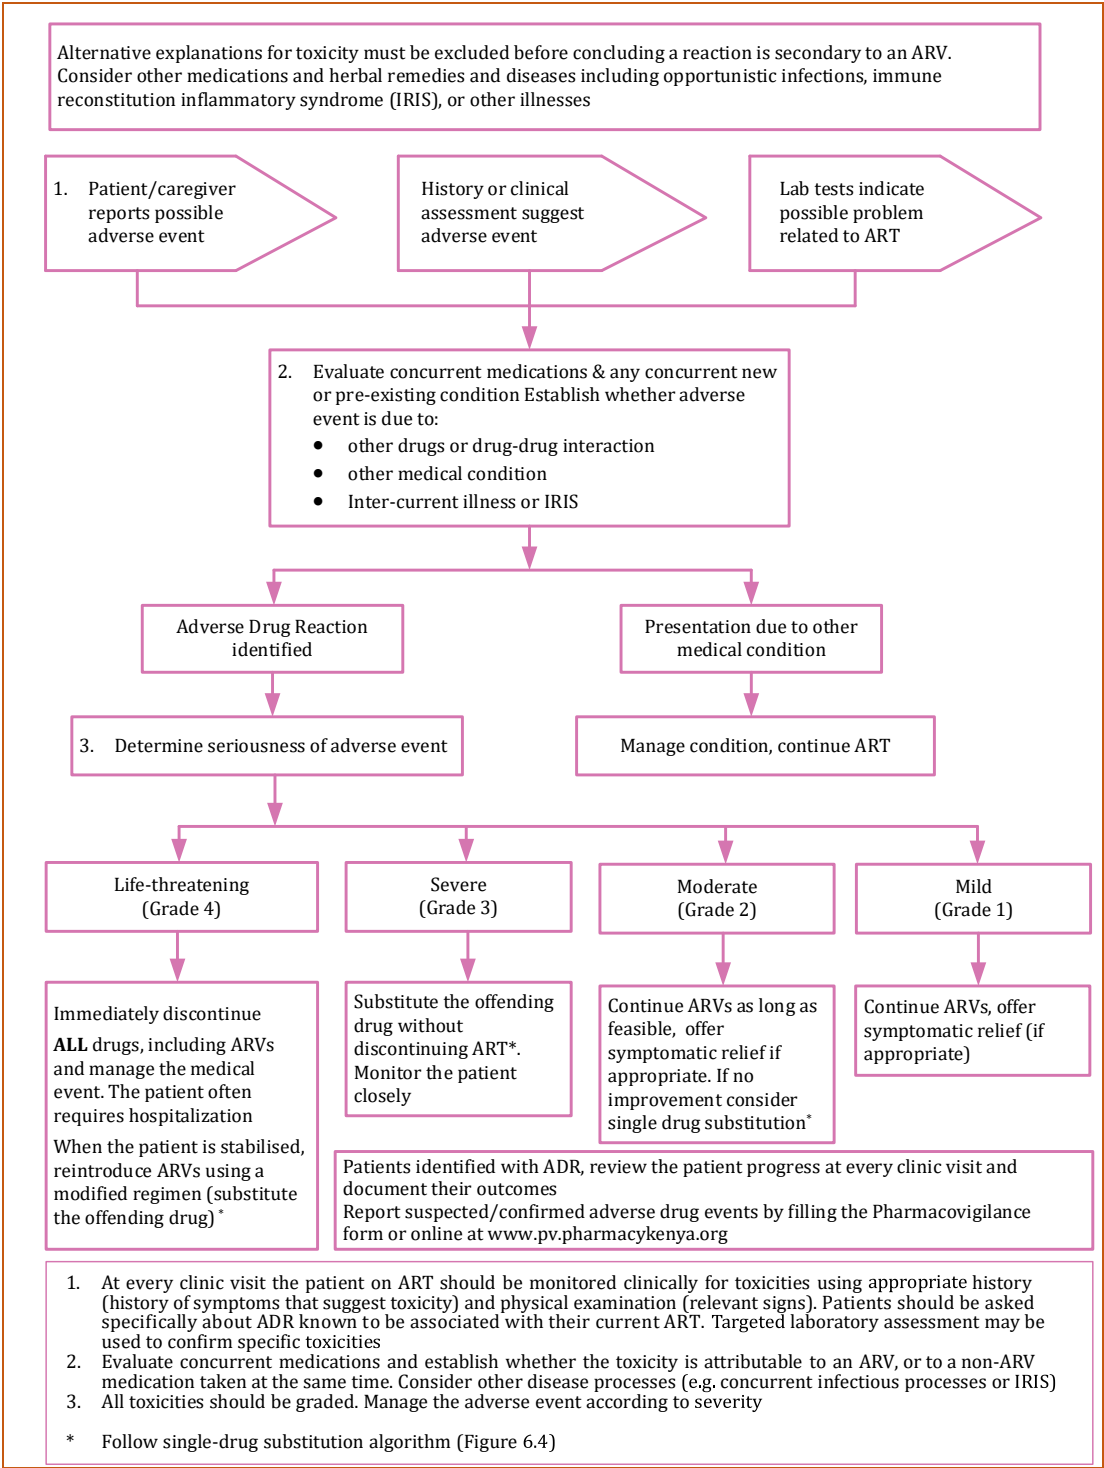 Alternative explanations for toxicity must be excluded before concluding a reaction is secondary to an ARV.
Consider other medications and herbal remedies and diseases including opportunistic infections, immune
reconstitution inflammatory syndrome (IRIS), or other illnesses
1. Patient/caregiver
reports possible
adverse event
History or clinical
assessment suggest
adverse event
Lab tests indicate
possible problem
related to ART
2. Evaluate concurrent medications & any concurrent new
or pre-existing condition Establish whether adverse
event is due to:
● other drugs or drug-drug interaction
● other medical condition
● Inter-current illness or IRIS
Adverse Drug Reaction
identified
Presentation due to other
medical condition
3. Determine seriousness of adverse event
Manage condition, continue ART
Life-threatening
(Grade 4)
Severe
(Grade 3)
Moderate
(Grade 2)
Mild
(Grade 1)
Immediately discontinue
ALL drugs, including ARVs
and manage the medical
event. The patient often
requires hospitalization
When the patient is stabilised,
reintroduce ARVs using a
modified regimen (substitute
the offending drug) *
Substitute the offending
drug without
discontinuing ART*.
Monitor the patient
closely
Continue ARVs as long as
feasible, offer
symptomatic relief if
appropriate. If no
improvement consider
single drug substitution*
Continue ARVs, offer
symptomatic relief (if
appropriate)
Patients identified with ADR, review the patient progress at every clinic visit and
document their outcomes
Report suspected/confirmed adverse drug events by filling the Pharmacovigilance
form or online at www.pv.pharmacykenya.org
1. At every clinic visit the patient on ART should be monitored clinically for toxicities using appropriate history
(history of symptoms that suggest toxicity) and physical examination (relevant signs). Patients should be asked
specifically about ADR known to be associated with their current ART. Targeted laboratory assessment may be
used to confirm specific toxicities
2. Evaluate concurrent medications and establish whether the toxicity is attributable to an ARV, or to a non-ARV
medication taken at the same time. Consider other disease processes (e.g. concurrent infectious processes or IRIS)
3. All toxicities should be graded. Manage the adverse event according to severity
* Follow single-drug substitution algorithm (Figure 6.4)